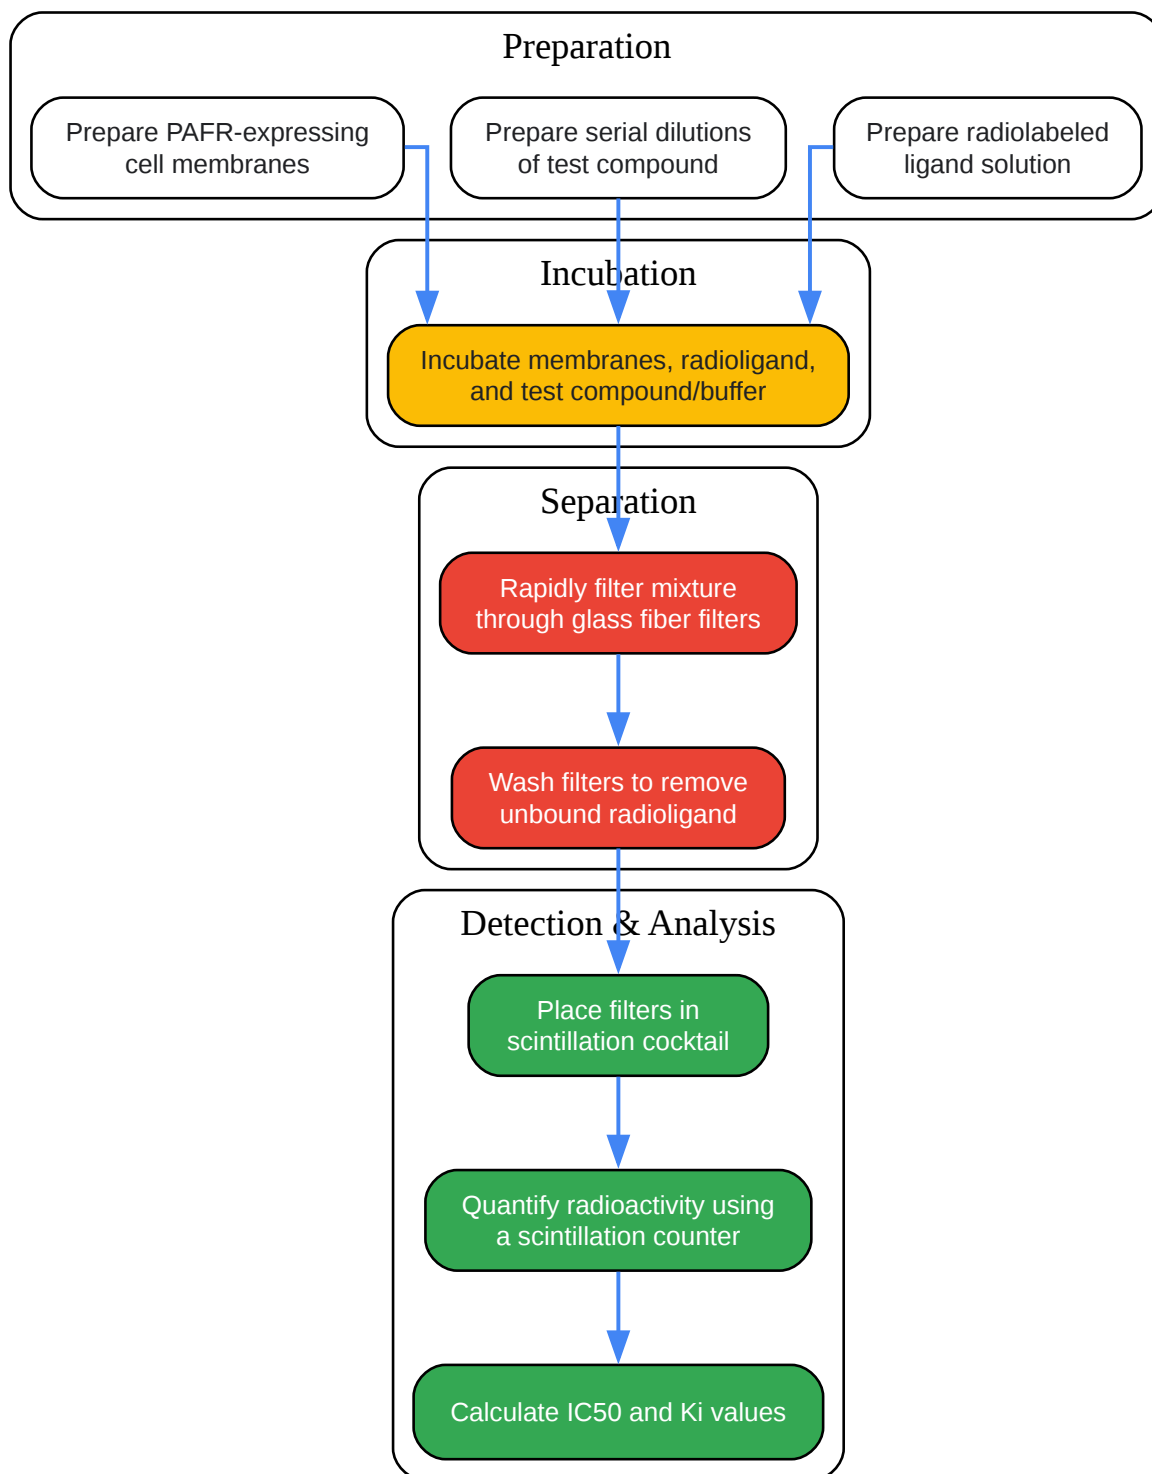 Preparation
Prepare PAFR-expressing
cell membranes
Prepare serial dilutions
of test compound
Prepare radiolabeled
ligand solution
Incubation
Incubate membranes, radioligand,
and test compound/buffer
Separation
Rapidly filter mixture
through glass fiber filters
Wash filters to remove
unbound radioligand
Detection & Analysis
Place filters in
scintillation cocktail
Quantify radioactivity using
a scintillation counter
Calculate IC50 and Ki values